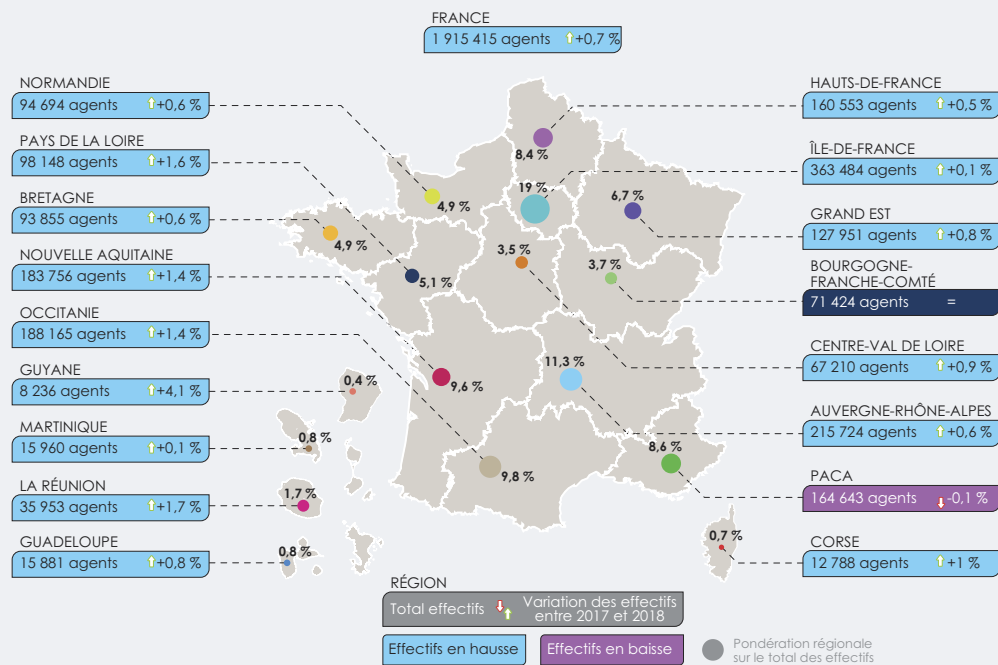 FRANCE
1 915 415 agents +0,7 %
NORMANDIE
94 694 agents +0,6 %
PAYS DE LA LOIRE
98 148 agents +1,6 %
BRETAGNE
93 855 agents +0,6 %
NOUVELLE AQUITAINE
183 756 agents +1,4 %
OCCITANIE
188 165 agents +1,4 %
GUYANE
8 236 agents +4,1 %
MARTINIQUE
15 960 agents +0,1 %
LA RÉUNION
35 953 agents +1,7 %
GUADELOUPE
15 881 agents +0,8 %
8,4 %
19 %
4,9 %
6,7 %
4,9 %
3,5 %
3,7 %
5,1 %
11,3 %
9,6 %
0,4 %
0,8 %
8,6 %
9,8 %
1,7 %
0,8 %
0,7 %
HAUTS-DE-FRANCE
160 553 agents +0,5 %
ÎLE-DE-FRANCE
363 484 agents +0,1 %
GRAND EST
127 951 agents +0,8 %
BOURGOGNE-
FRANCHE-COMTÉ
71 424 agents =
CENTRE-VAL DE LOIRE
67 210 agents +0,9 %
AUVERGNE-RHÔNE-ALPES
215 724 agents +0,6 %
PACA
164 643 agents -0,1 %
CORSE
12 788 agents +1 %
RÉGION
Total effectifs
Variation des effectifs
entre 2017 et 2018
Effectifs en hausse
Effectifs en baisse
Pondération régionale
sur le total des effectifs